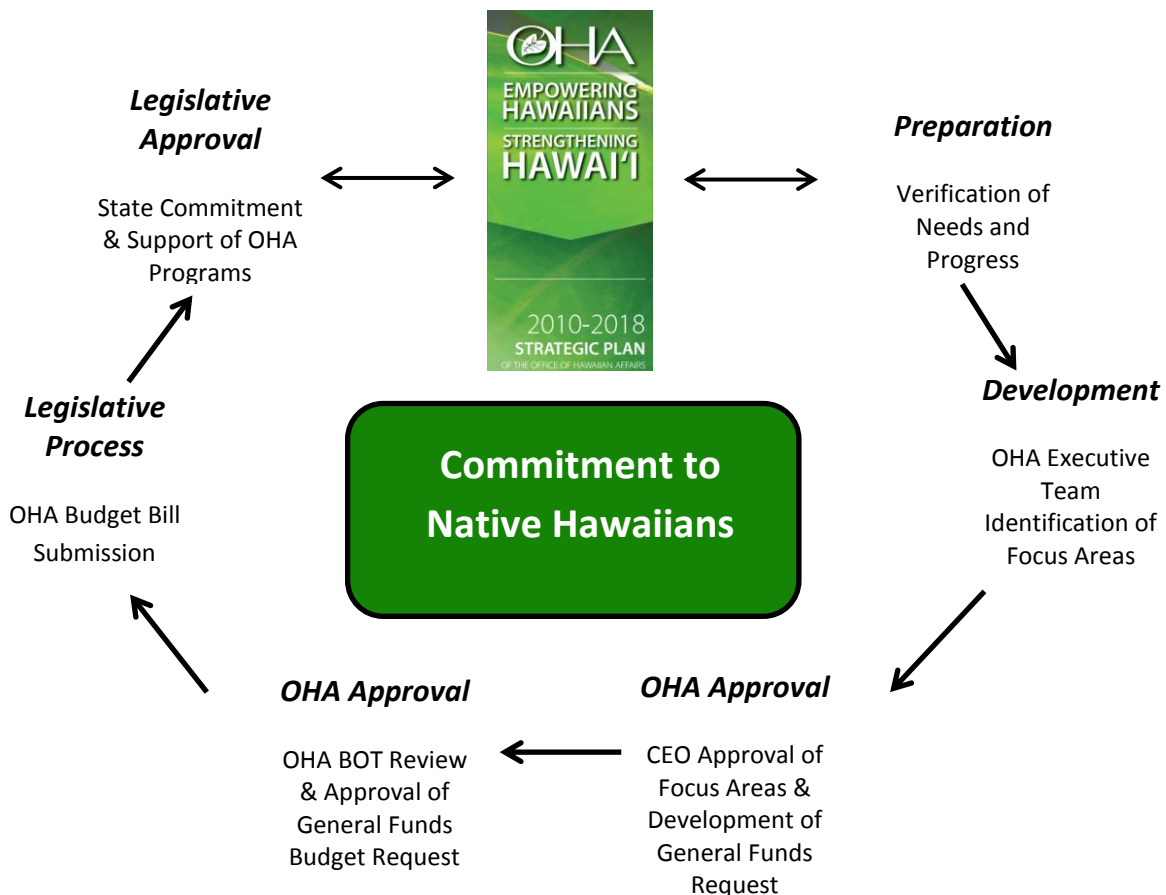 OHA
EMPOWERING
HAWAIIANS
STRENGTHENING
HAWAI‘I
2010-2018
STRATEGIC PLAN
OF THE OFFICE OF HAWAIIAN AFFAIRS
Preparation
Verification of
Needs and
Progress
Development
OHA Executive
Team
Identification of
Focus Areas
OHA Approval
CEO Approval of
Focus Areas &
Development of
General Funds
Request
OHA Approval
OHA BOT Review
& Approval of
General Funds
Budget Request
Legislative
Process
OHA Budget Bill
Submission
Legislative
Approval
State Commitment
& Support of OHA
Programs
Commitment to
Native Hawaiians